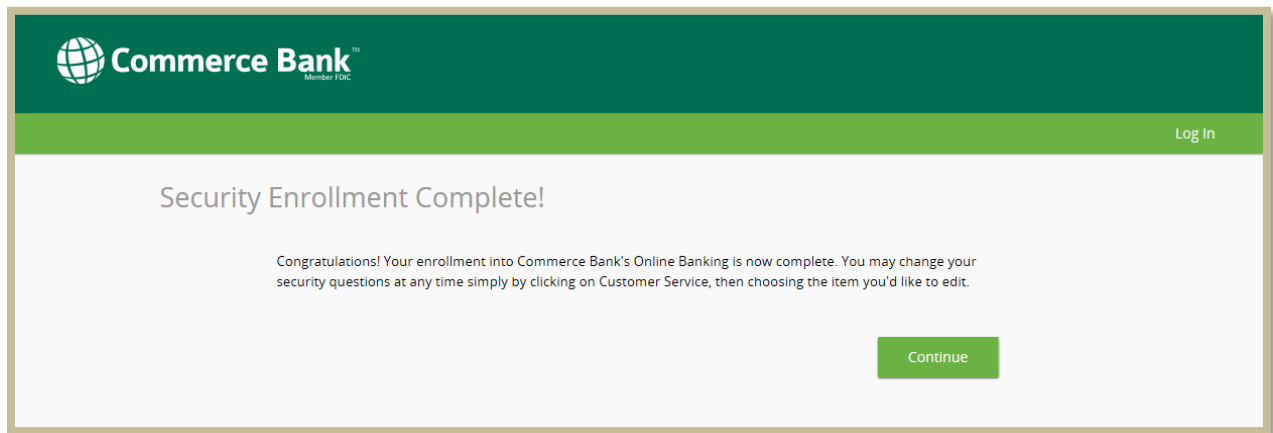 Commerce Bank™
Member FDIC
Log In
Security Enrollment Complete!
Congratulations! Your enrollment into Commerce Bank's Online Banking is now complete. You may change your
security questions at any time simply by clicking on Customer Service, then choosing the item you'd like to edit.
Continue